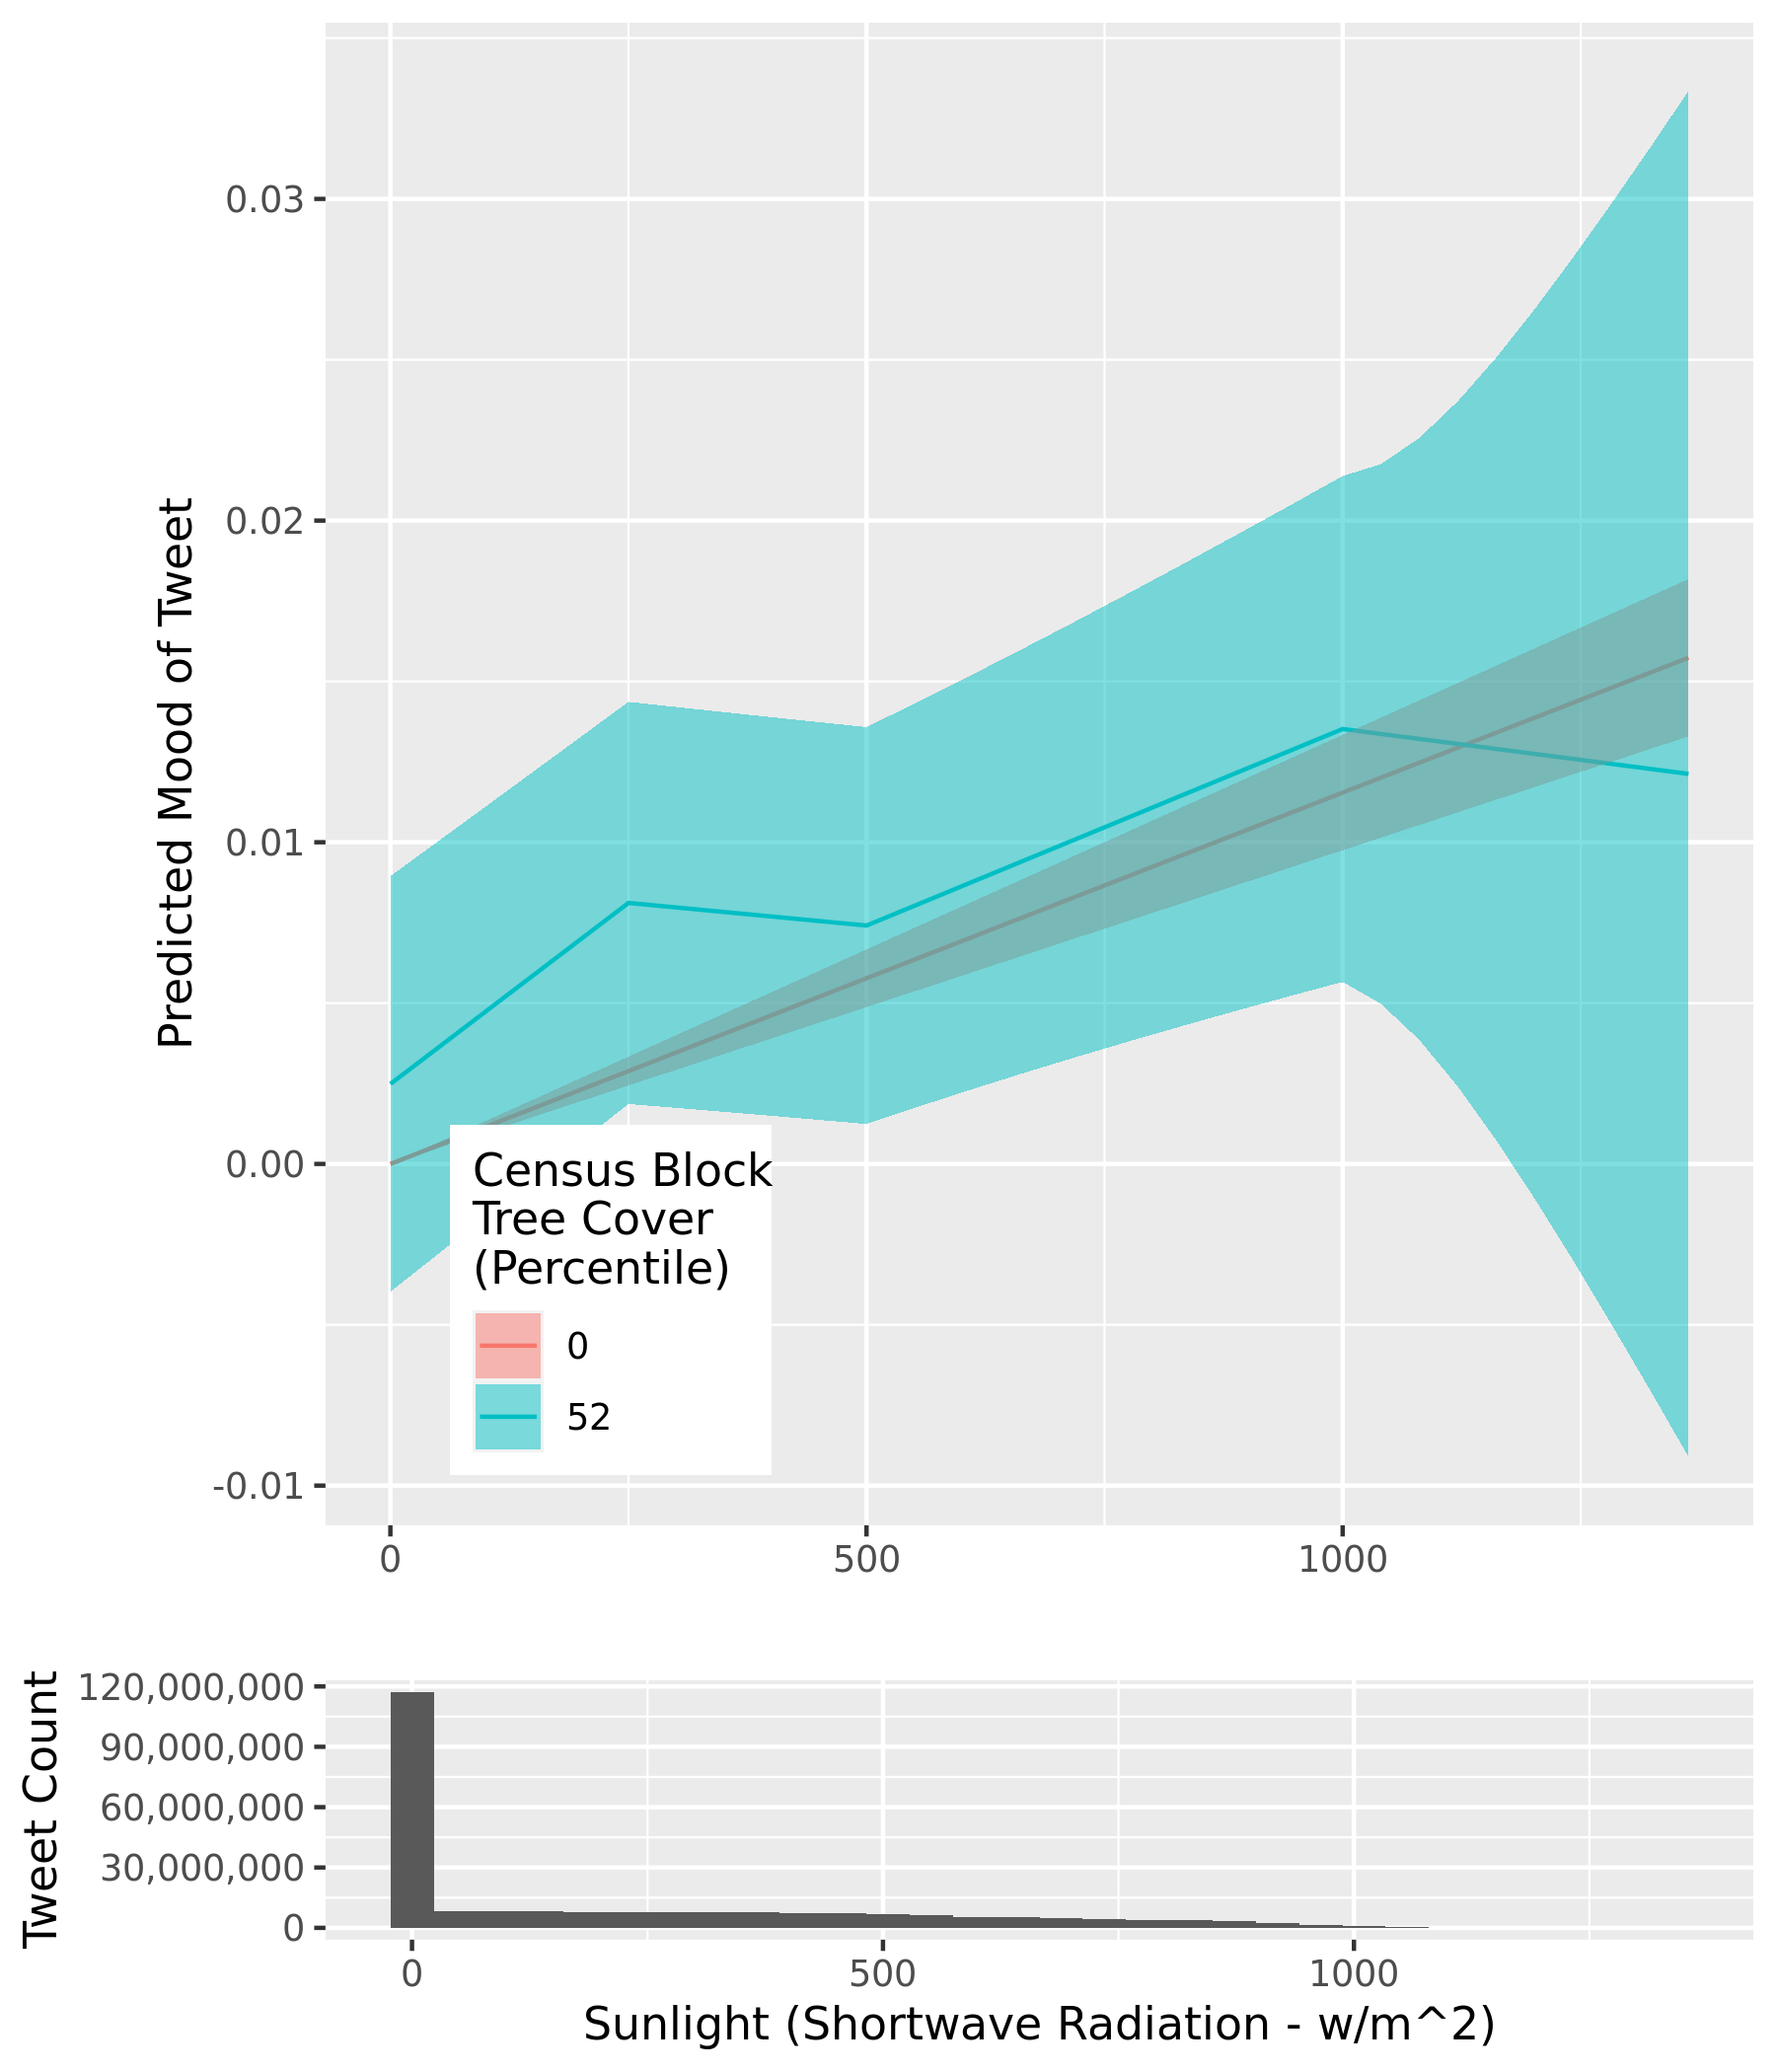 Predicted Mood of Tweet
0.03
0.02
0.01
0.00
-0.01
Census Block
Tree Cover
(Percentile)
0
52
0 500 1000
Tweet Count
120,000,000
90,000,000
60,000,000
30,000,000
0
0 500 1000
Sunlight (Shortwave Radiation - w/m^2)